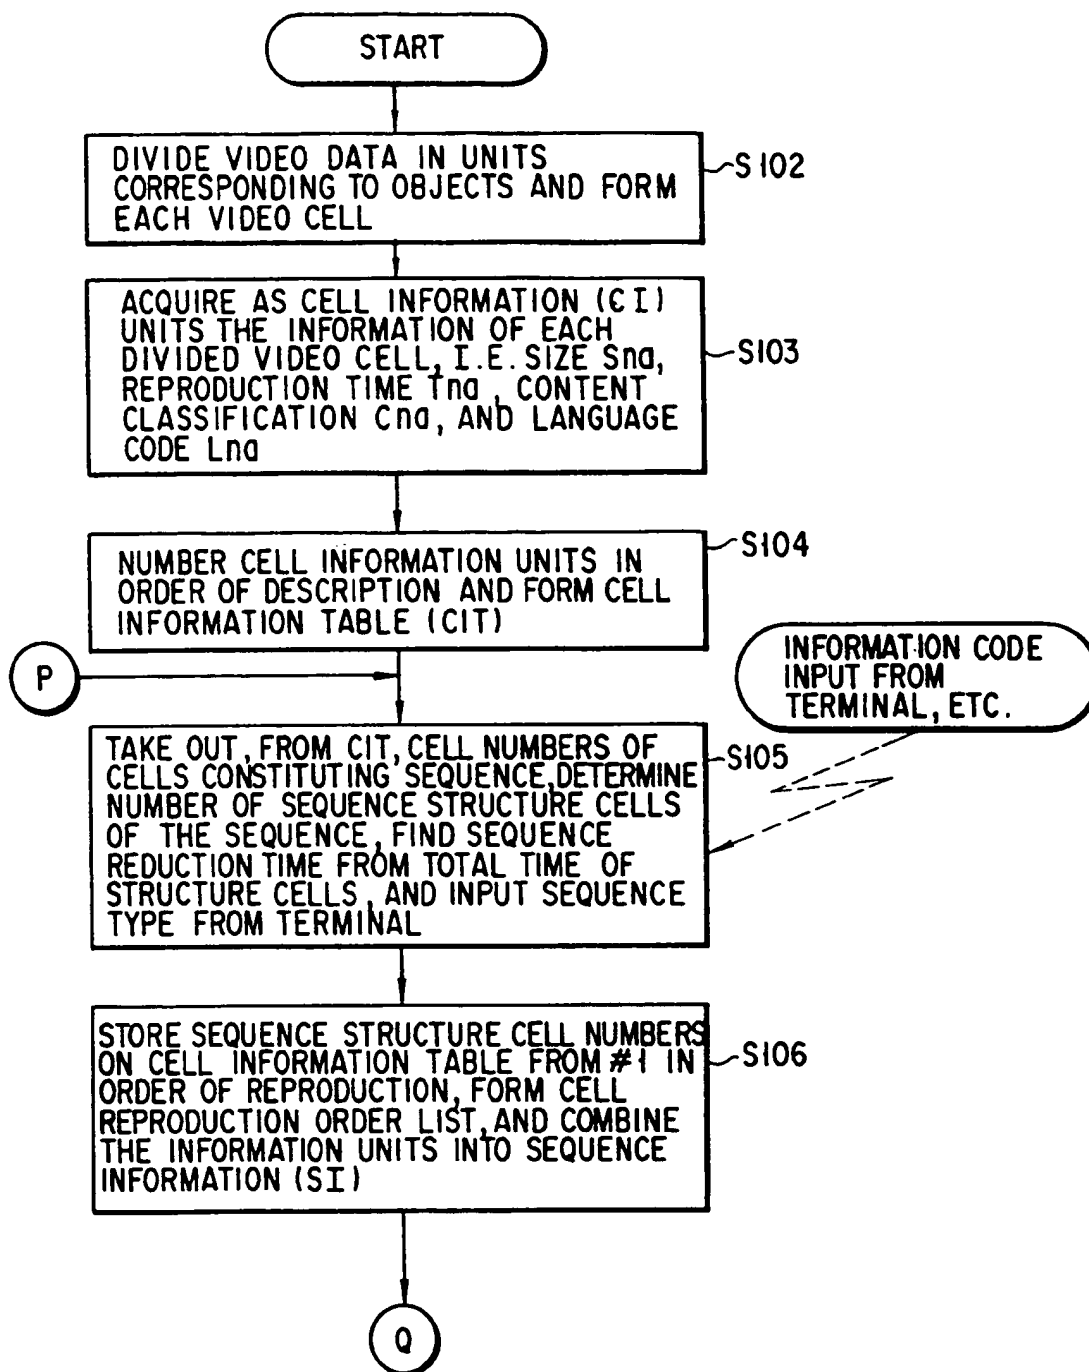 START
DIVIDE VIDEO DATA IN UNITS
CORRESPONDING TO OBJECTS AND FORM
EACH VIDEO CELL
S102
ACQUIRE AS CELL INFORMATION (CI)
UNITS THE INFORMATION OF EACH
DIVIDED VIDEO CELL, I.E. SIZE Sna,
REPRODUCTION TIME Tna, CONTENT
CLASSIFICATION Cna, AND LANGUAGE
CODE Lna
S103
NUMBER CELL INFORMATION UNITS IN
ORDER OF DESCRIPTION AND FORM CELL
INFORMATION TABLE (CIT)
S104
P
INFORMATION CODE
INPUT FROM
TERMINAL, ETC.
TAKE OUT, FROM CIT, CELL NUMBERS OF
CELLS CONSTITUTING SEQUENCE, DETERMINE
NUMBER OF SEQUENCE STRUCTURE CELLS
OF THE SEQUENCE, FIND SEQUENCE
REDUCTION TIME FROM TOTAL TIME OF
STRUCTURE CELLS, AND INPUT SEQUENCE
TYPE FROM TERMINAL
S105
STORE SEQUENCE STRUCTURE CELL NUMBERS
ON CELL INFORMATION TABLE FROM #1 IN
ORDER OF REPRODUCTION, FORM CELL
REPRODUCTION ORDER LIST, AND COMBINE
THE INFORMATION UNITS INTO SEQUENCE
INFORMATION (SI)
S106
Q